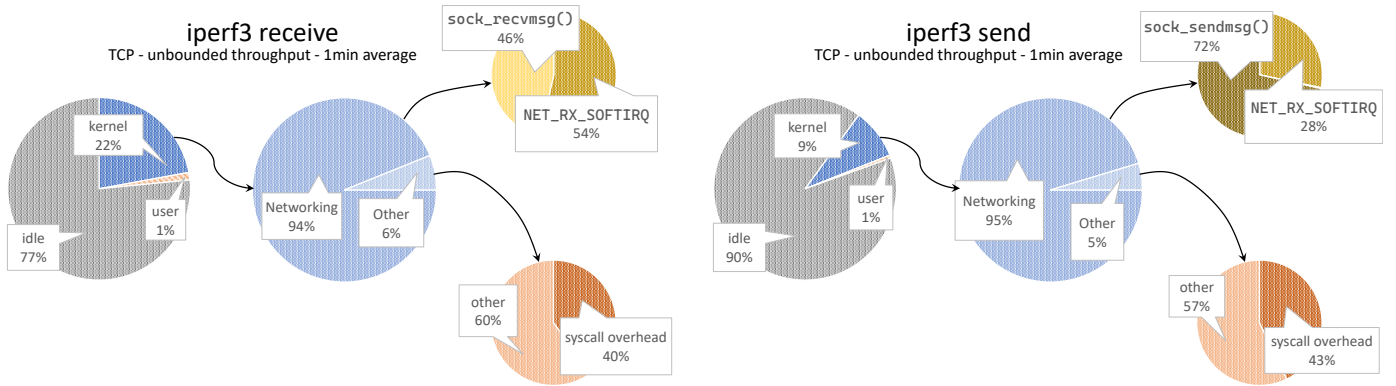 iperf3 receive
TCP - unbounded throughput - 1min average
sock_recvmsg()
46%
NET_RX_SOFTIRQ
54%
kernel
22%
user
1%
idle
77%
Networking
94%
Other
6%
other
60%
syscall overhead
40%
iperf3 send
TCP - unbounded throughput - 1min average
sock_sendmsg()
72%
NET_RX_SOFTIRQ
28%
kernel
9%
user
1%
idle
90%
Networking
95%
Other
5%
other
57%
syscall overhead
43%